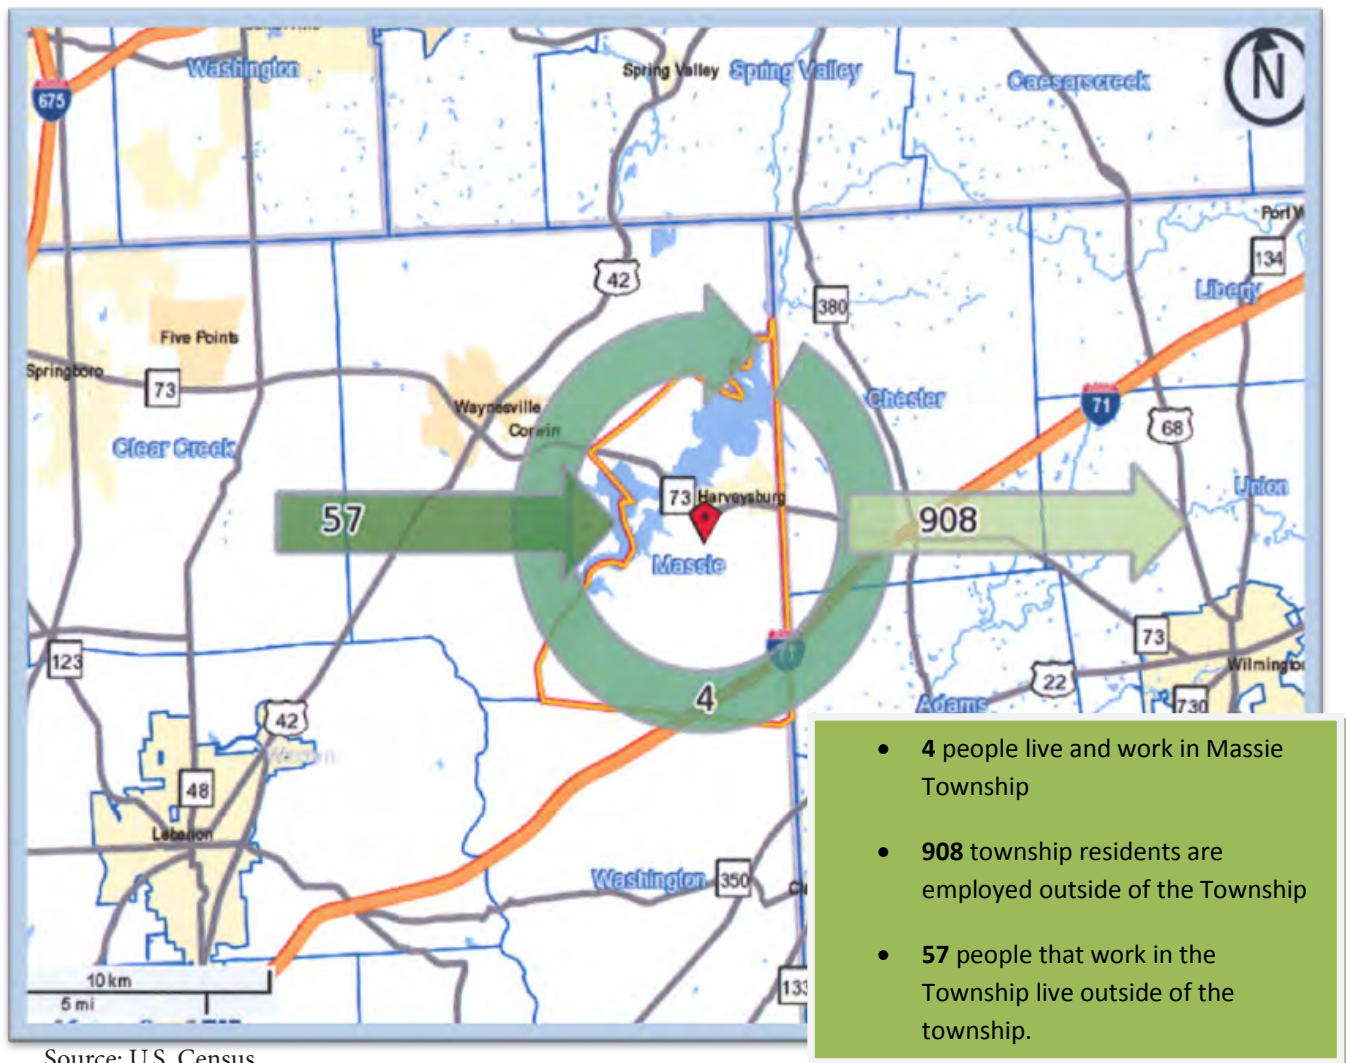 Washington
Spring Valley
Spring Valley
Caesarscreek
N
675
42
380
134
Liberty
Five Points
Springboro
73
Waynesville
Corwin
Clear Creek
Chester
71
68
73
Harveysburg
Union
57
908
Massie
123
73
Wilmington
22
730
4
Adams
42
48
Lebanon
Washington
350
133
10 km
5 mi
• 4 people live and work in Massie
Township
• 908 township residents are
employed outside of the Township
• 57 people that work in the
Township live outside of the
township.
Source: U.S. Census